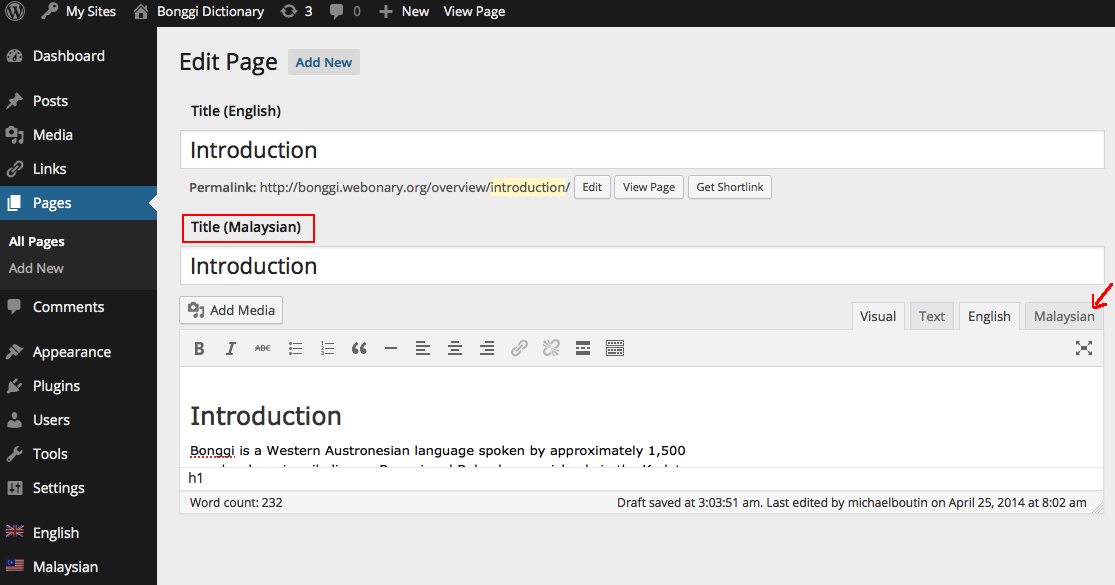 My Sites Bonggi Dictionary 3 0 New View Page
Dashboard
Posts
Media
Links
Pages
All Pages
Add New
Comments
Appearance
Plugins
Users
Tools
Settings
English
Malaysian
Edit Page Add New
Title (English)
Introduction
Permalink: http://bonggi.webonary.org/overview/introduction/ Edit View Page Get Shortlink
Title (Malaysian)
Introduction
Add Media
Visual Text English Malaysian
B I ABC
Introduction
Bonggi is a Western Austronesian language spoken by approximately 1,500
h1
Word count: 232 Draft saved at 3:03:51 am. Last edited by michaelboutin on April 25, 2014 at 8:02 am